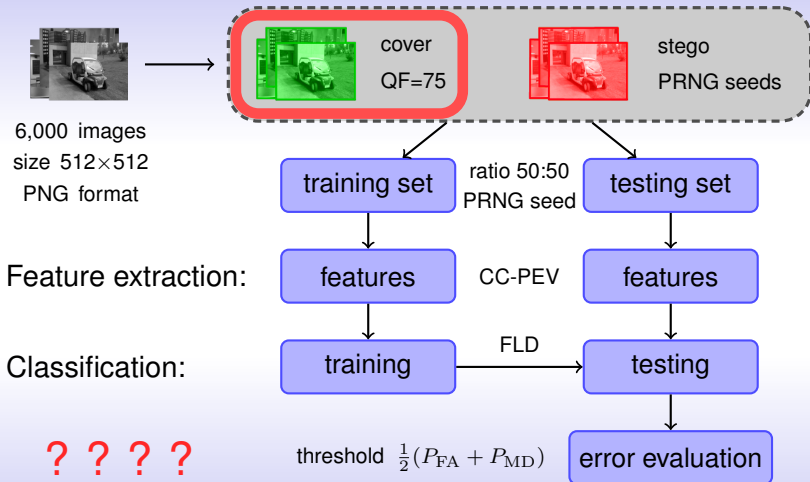 cover
stego
QF=75
PRNG seeds
6,000 images
size 512×512
PNG format
training set
ratio 50:50
PRNG seed
testing set
Feature extraction:
features
CC-PEV
features
Classification:
training
FLD
testing
? ? ? ?
threshold ½(P_FA + P_MD)
error evaluation